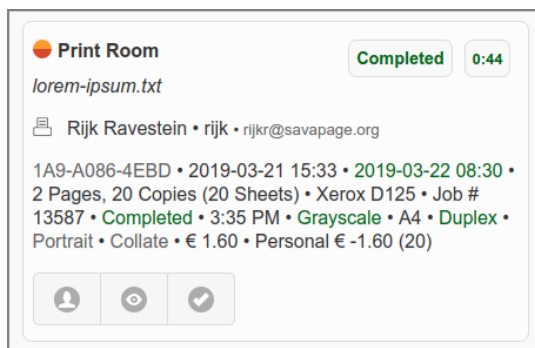 Print Room
Completed
0:44
lorem-ipsum.txt
Rijk Ravestein • rijk • rijkr@savapage.org
1A9-A086-4EBD • 2019-03-21 15:33 • 2019-03-22 08:30 •
2 Pages, 20 Copies (20 Sheets) • Xerox D125 • Job #
13587 • Completed • 3:35 PM • Grayscale • A4 • Duplex •
Portrait • Collate • € 1.60 • Personal € -1.60 (20)